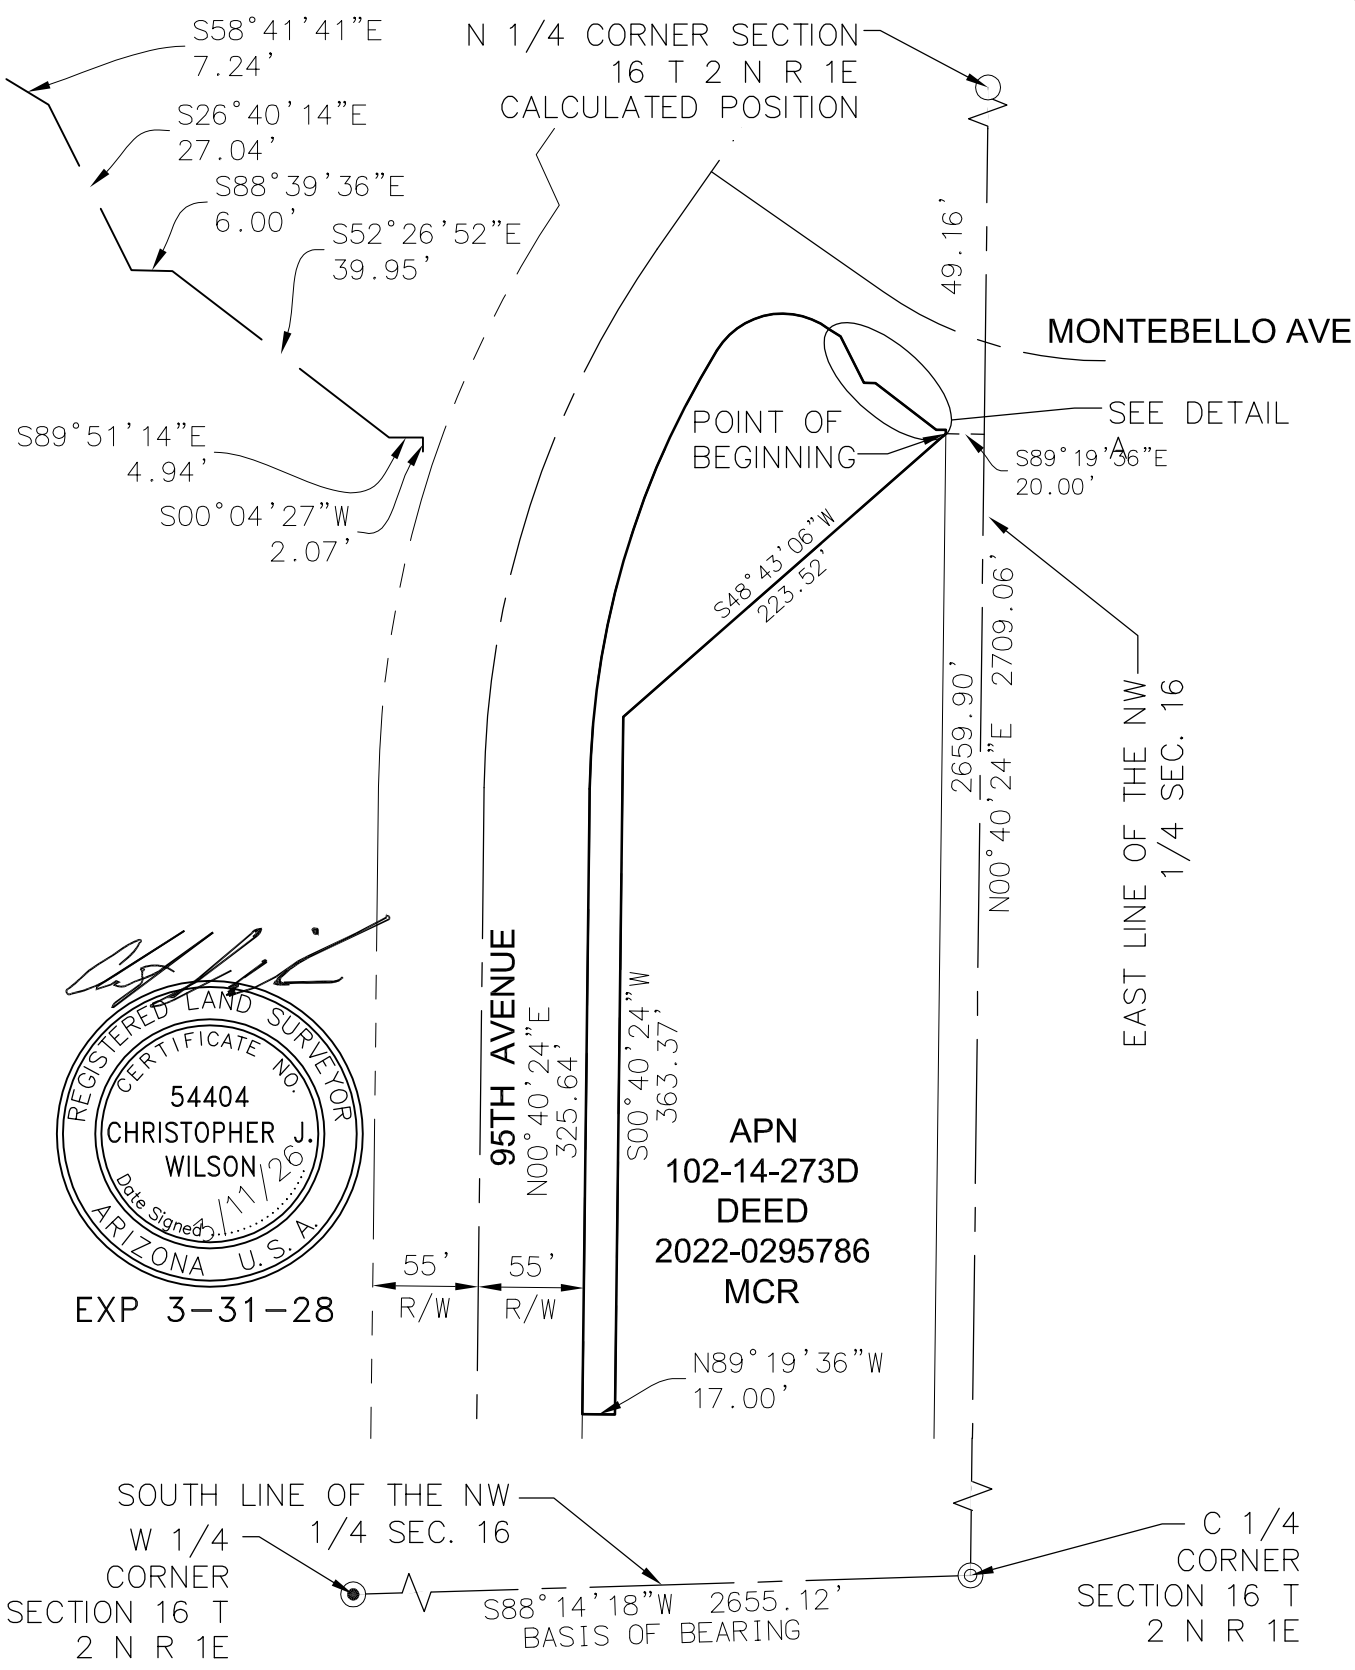 S58°41'41"E
7.24'
N 1/4 CORNER SECTION
16 T 2 N R 1E
CALCULATED POSITION
S26°40'14"E
27.04'
S88°39'36"E
6.00'
S52°26'52"E
39.95'
49.16'
MONTEBELLO AVE
SEE DETAIL
A
POINT OF
BEGINNING
S89°19'36"E
20.00'
S89°51'14"E
4.94'
S00°04'27"W
2.07'
S48°43'06"W
223.52'
2659.90'
N00°40'24"E 2709.06'
EAST LINE OF THE NW
1/4 SEC. 16
95TH AVENUE
N00°40'24"E
325.64'
S00°40'24"W
363.37'
REGISTERED LAND SURVEYOR
CERTIFICATE NO.
54404
CHRISTOPHER J.
WILSON
Date Signed
/11/26
ARIZONA U.S.A.
EXP 3-31-28
APN
102-14-273D
DEED
2022-0295786
MCR
55'
R/W
55'
R/W
N89°19'36"W
17.00'
SOUTH LINE OF THE NW
1/4 SEC. 16
W 1/4
CORNER
SECTION 16 T
2 N R 1E
S88°14'18"W 2655.12'
BASIS OF BEARING
C 1/4
CORNER
SECTION 16 T
2 N R 1E